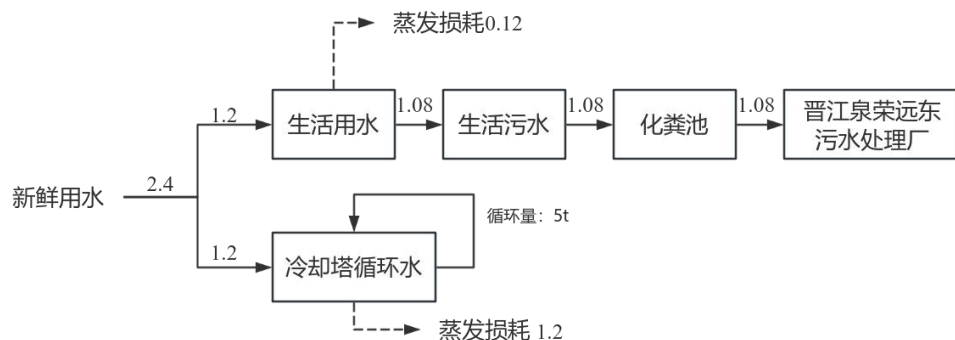 蒸发损耗0.12
1.2
生活用水
1.08
生活污水
1.08
化粪池
1.08
晋江泉荣远东
污水处理厂
新鲜用水
2.4
1.2
冷却塔循环水
循环量：5t
蒸发损耗 1.2